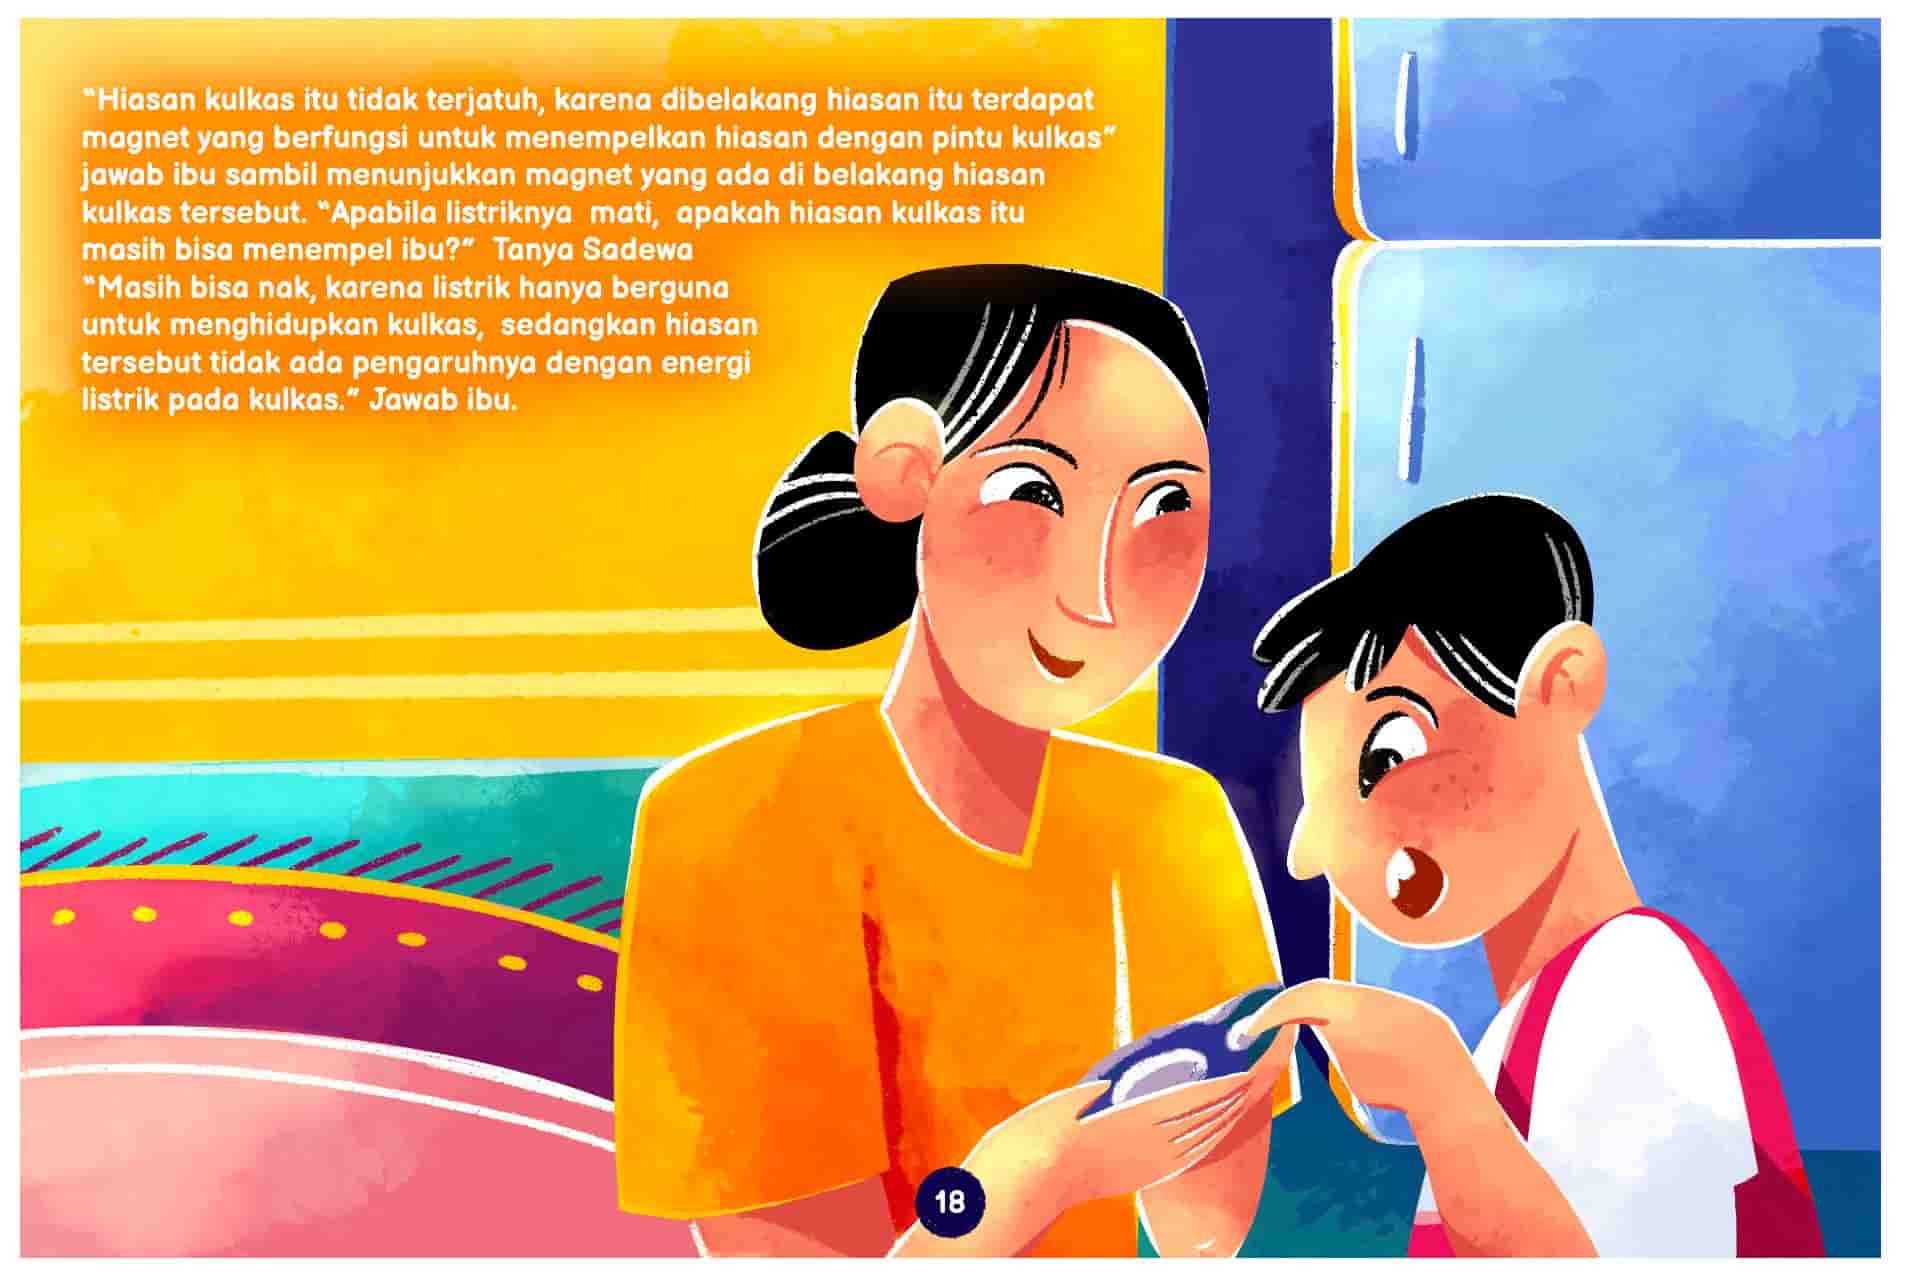 “Hiasan kulkas itu tidak terjatuh, karena dibelakang hiasan itu terdapat
magnet yang berfungsi untuk menempelkan hiasan dengan pintu kulkas”
jawab ibu sambil menunjukkan magnet yang ada di belakang hiasan
kulkas tersebut. “Apabila listriknya  mati,  apakah hiasan kulkas itu
masih bisa menempel ibu?”  Tanya Sadewa
“Masih bisa nak, karena listrik hanya berguna
untuk menghidupkan kulkas,  sedangkan hiasan
tersebut tidak ada pengaruhnya dengan energi
listrik pada kulkas.” Jawab ibu.
18